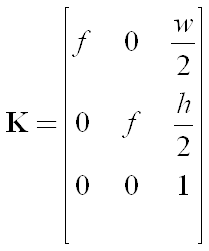 K = [ f 0 w/2
0 f h/2
0 0 1 ]